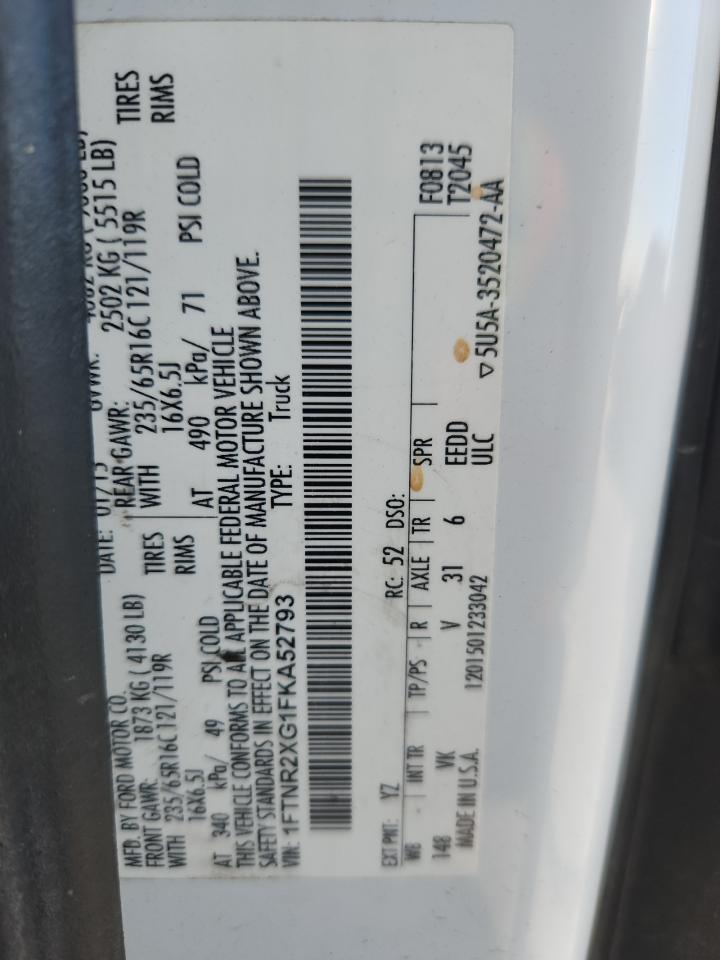 MFD. BY FORD MOTOR CO. DATE: 01/15 GVWR:
FRONT GAWR: 1873 KG ( 4130 LB) REAR GAWR: 2502 KG ( 5515 LB)
WITH 235/65R16C 121/119R TIRES WITH 235/65R16C 121/119R TIRES
16X6.5J RIMS 16X6.5J RIMS
AT 340 kPa/ 49 PSI COLD AT 490 kPa/ 71 PSI COLD
THIS VEHICLE CONFORMS TO ALL APPLICABLE FEDERAL MOTOR VEHICLE
SAFETY STANDARDS IN EFFECT ON THE DATE OF MANUFACTURE SHOWN ABOVE.
VIN: 1FTNR2XG1FKA52793 TYPE: Truck
EXT PNT: YZ RC: 52 DSO:
WB - INT TR TP/PS - R AXLE TR SPR F0813
148 VK V 31 6 EEDD T2045
MADE IN U.S.A. 1201501233042 ULC ▽5U5A-3520472-AA